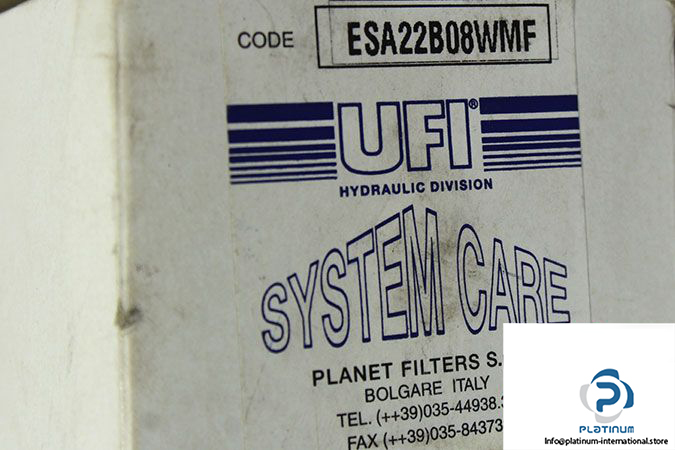 CODE ESA22B08WMF
UFI®
HYDRAULIC DIVISION
SYSTEM CARE
PLANET FILTERS
BOLGARE ITALY
TEL. (++39)035-44938.
FAX (++39)035-8437
PLATINUM
Info@platinum-international.store